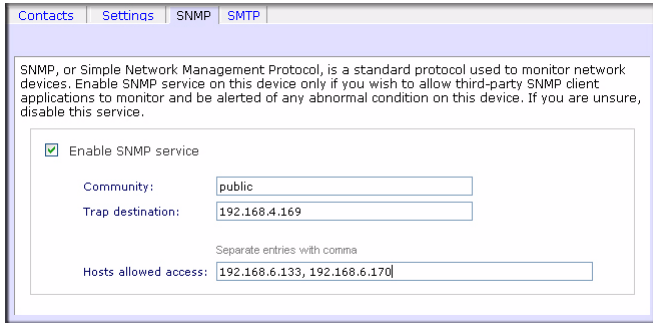 Contacts Settings SNMP SMTP
SNMP, or Simple Network Management Protocol, is a standard protocol used to monitor network
devices. Enable SNMP service on this device only if you wish to allow third-party SNMP client
applications to monitor and be alerted of any abnormal condition on this device. If you are unsure,
disable this service.
Enable SNMP service
Community: public
Trap destination: 192.168.4.169
Separate entries with comma
Hosts allowed access: 192.168.6.133, 192.168.6.170